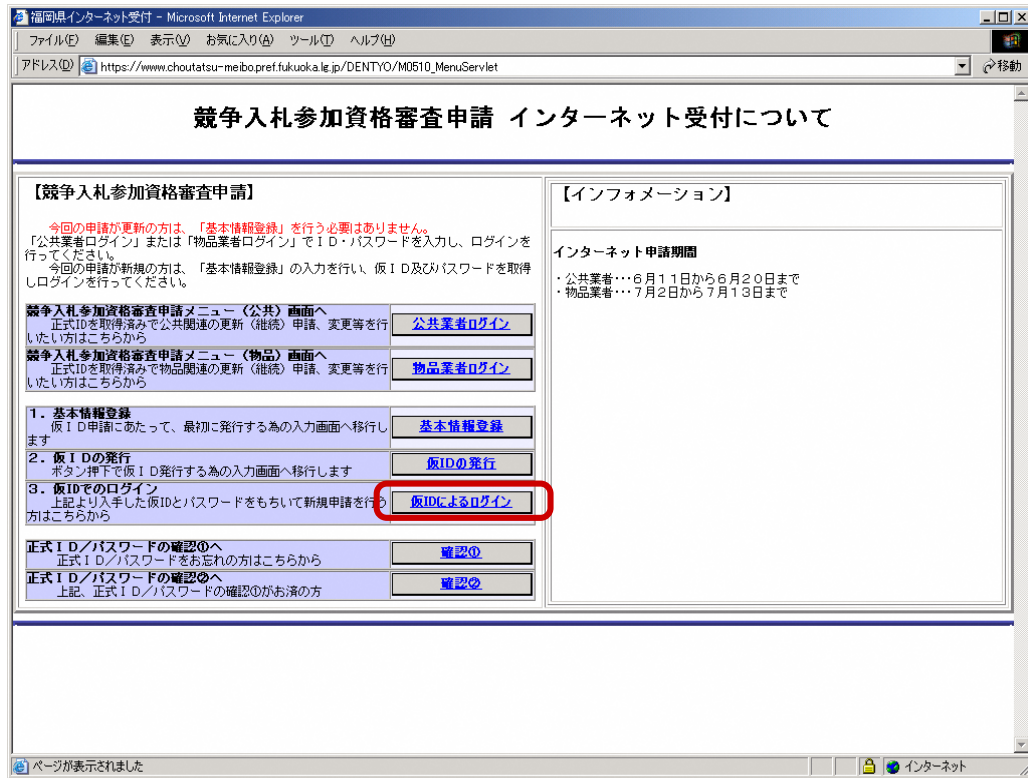 福岡県インターネット受付 - Microsoft Internet Explorer
ファイル(F) 編集(E) 表示(V) お気に入り(A) ツール(T) ヘルプ(H)
アドレス(D) https://www.choutatsu-meibo.pref.fukuoka.lg.jp/DENTYO/M0510_MenuServlet 移動
競争入札参加資格審査申請 インターネット受付について
【競争入札参加資格審査申請】
今回の申請が更新の方は、「基本情報登録」を行う必要はありません。
「公共業者ログイン」または「物品業者ログイン」でＩＤ・パスワードを入力し、ログインを
行ってください。
今回の申請が新規の方は、「基本情報登録」の入力を行い、仮ＩＤ及びパスワードを取得
しログインを行ってください。
競争入札参加資格審査申請メニュー（公共）画面へ
正式IDを取得済みで公共関連の更新（継続）申請、変更等を行
いたい方はこちらから
公共業者ログイン
競争入札参加資格審査申請メニュー（物品）画面へ
正式IDを取得済みで物品関連の更新（継続）申請、変更等を行
いたい方はこちらから
物品業者ログイン
１．基本情報登録
仮ＩＤ申請にあたって、最初に発行する為の入力画面へ移行し
ます
基本情報登録
２．仮ＩＤの発行
ボタン押下で仮ＩＤ発行する為の入力画面へ移行します
仮IDの発行
３．仮IDでのログイン
上記より入手した仮IDとパスワードをもちいて新規申請を行う
方はこちらから
仮IDによるログイン
正式ＩＤ／パスワードの確認①へ
正式ＩＤ／パスワードをお忘れの方はこちらから
確認①
正式ＩＤ／パスワードの確認②へ
上記、正式ＩＤ／パスワードの確認①がお済の方
確認②
【インフォメーション】
インターネット申請期間
・公共業者･･･６月１１日から６月２０日まで
・物品業者･･･７月２日から７月１３日まで
ページが表示されました インターネット